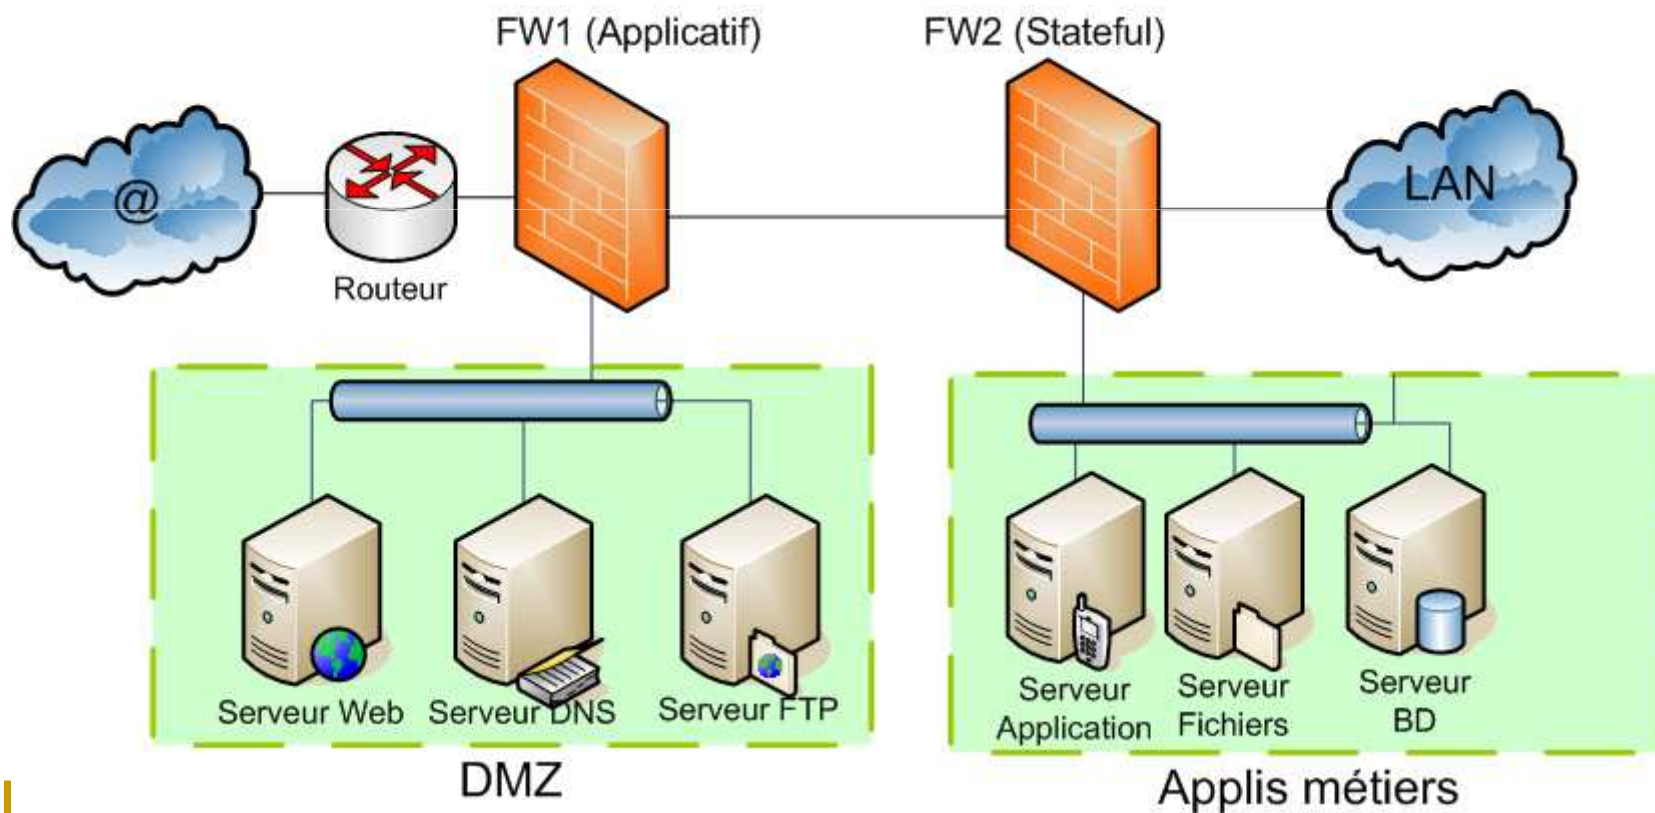 FW1 (Applicatif)
FW2 (Stateful)
@
LAN
Routeur
Serveur Web
Serveur DNS
Serveur FTP
Serveur
Application
Serveur
Fichiers
Serveur
BD
DMZ
Applis métiers